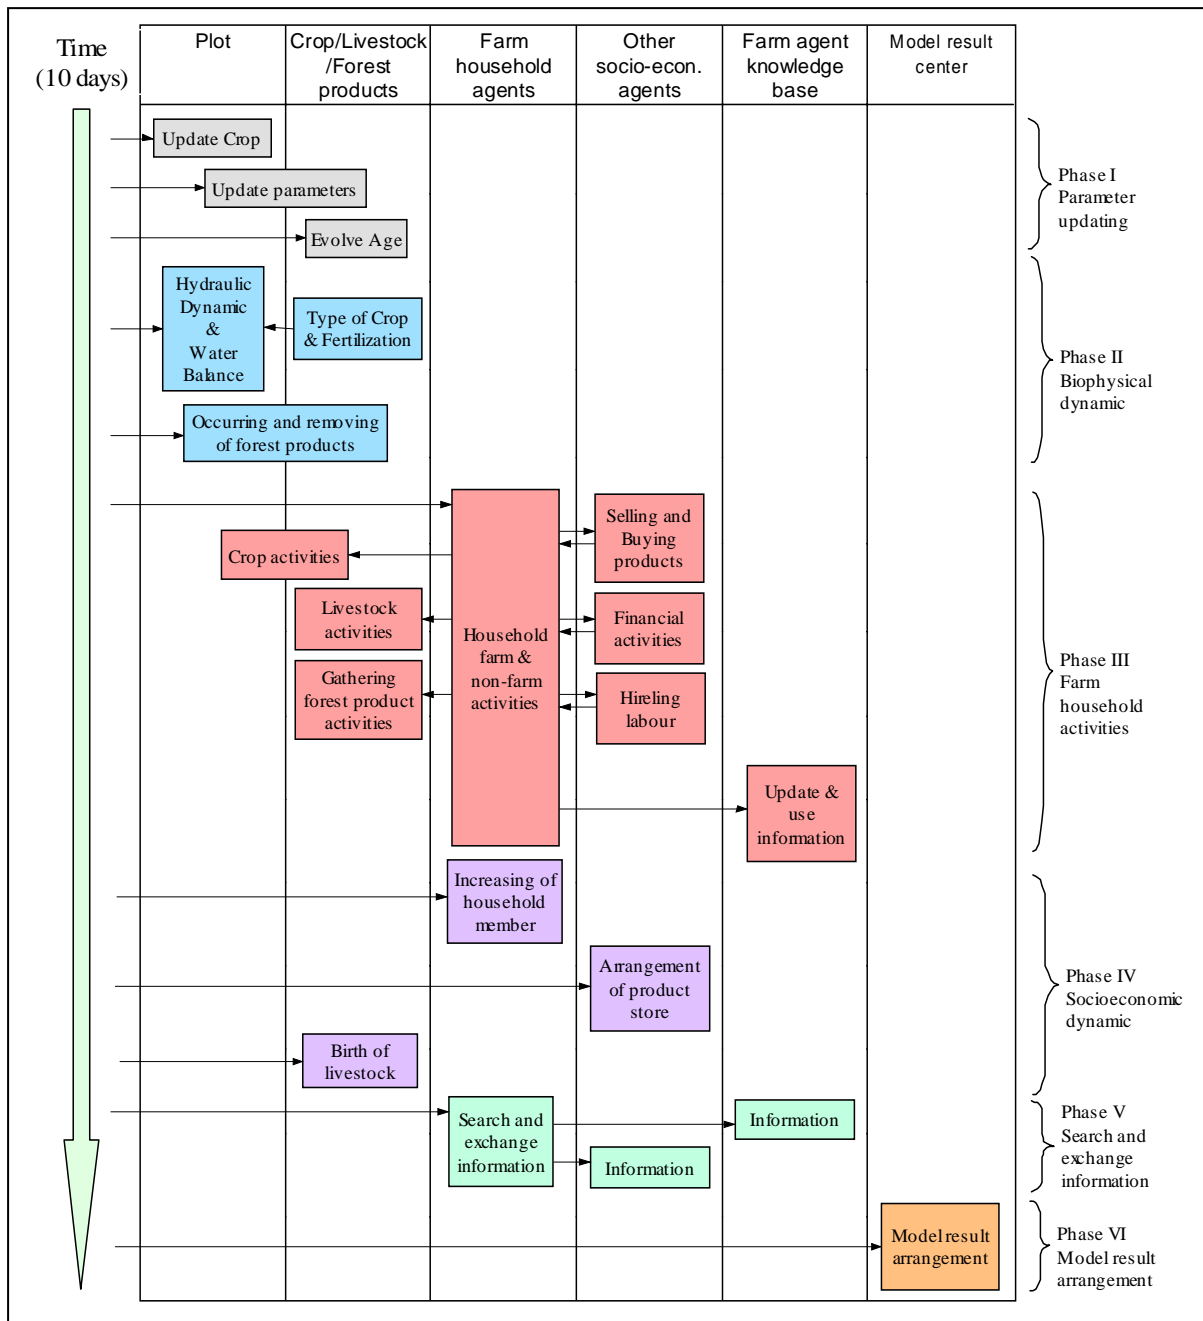 Time
(10 days)
Plot
Crop/Livestock
/Forest
products
Farm
household
agents
Other
socio-econ.
agents
Farm agent
knowledge
base
Model result
center
Update Crop
Update parameters
Evolve Age
Phase I
Parameter
updating
Hydraulic
Dynamic
&
Water
Balance
Type of Crop
& Fertilization
Occurring and removing
of forest products
Phase II
Biophysical
dynamic
Household
farm &
non-farm
activities
Selling and
Buying
products
Crop activities
Livestock
activities
Financial
activities
Gathering
forest product
activities
Hireling
labour
Update &
use
information
Phase III
Farm
household
activities
Increasing of
household
member
Arrangement
of product
store
Birth of
livestock
Phase IV
Socioeconomic
dynamic
Search and
exchange
information
Information
Information
Phase V
Search and
exchange
information
Model result
arrangement
Phase VI
Model result
arrangement